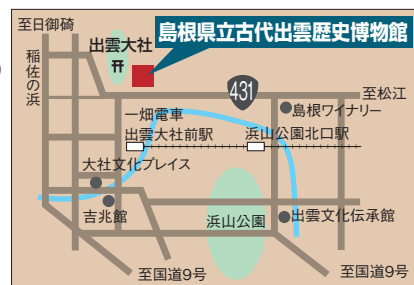 至日御碕
稲佐の浜
出雲大社
島根県立古代出雲歴史博物館
431
至松江
島根ワイナリー
一畑電車
出雲大社前駅
浜山公園北口駅
大社文化プレイス
吉兆館
浜山公園
出雲文化伝承館
至国道9号
至国道9号